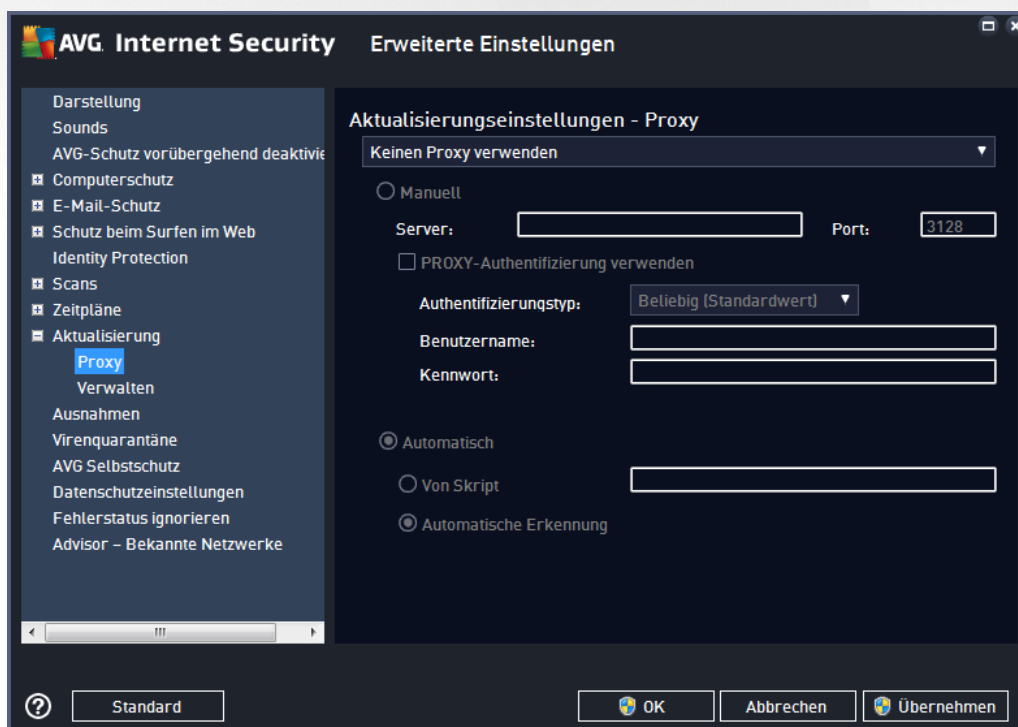 AVG. Internet Security Erweiterte Einstellungen
Darstellung
Sounds
AVG-Schutz vorübergehend
Computerschutz
E-Mail-Schutz
Schutz beim Surfen im Web
Identity Protection
Scans
Zeitpläne
Aktualisierung
Proxy
Verwalten
Ausnahmen
Virenquarantäne
AVG Selbstschutz
Datenschutzeinstellungen
Fehlerstatus ignorieren
Advisor – Bekannte Netzwerke
Aktualisierungseinstellungen - Proxy
Keinen Proxy verwenden
Manuell
Server: Port: 3128
PROXY-Authentifizierung verwenden
Authentifizierungstyp: Beliebig (Standardwert)
Benutzername:
Kennwort:
Automatisch
Von Skript
Automatische Erkennung
? Standard OK Abbrechen Übernehmen